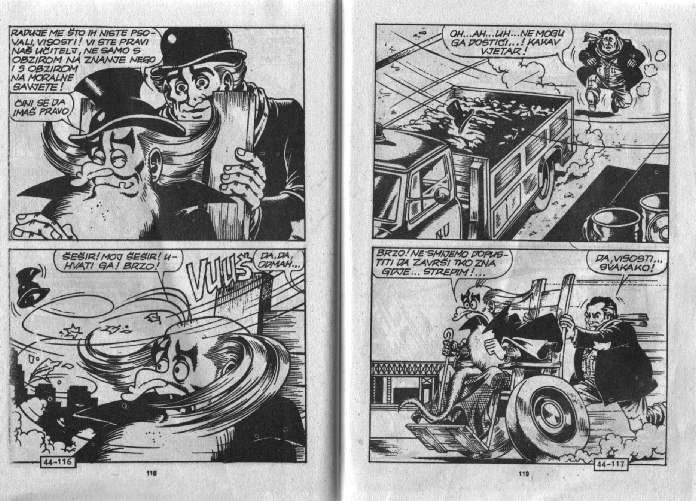 RADUJE ME ŠTO IH NISTE PSO-
VALI, VISOSTI! VI STE PRAVI
NAŠ UČITELJ, NE SAMO S
OBZIROM NA ZNANJE NEGO
I S OBZIROM
NA MORALNE
SAVJETE!
ČINI SE DA
IMAŠ PRAVO
ŠEŠIR! MOJ ŠEŠIR! U-
HVATI GA! BRZO!
VUUŠ
DA, DA,
ODMAH...
44-116
118
OH...AH...UH...NE MOGU
GA DOSTIĆI...! KAKAV
VJETAR!
NU
BRZO! NE SMIJEMO DOPUS-
TITI DA ZAVRŠI TKO ZNA
GDJE... STREPIM!...
DA, VISOSTI...
SVAKAKO!
119
44-117